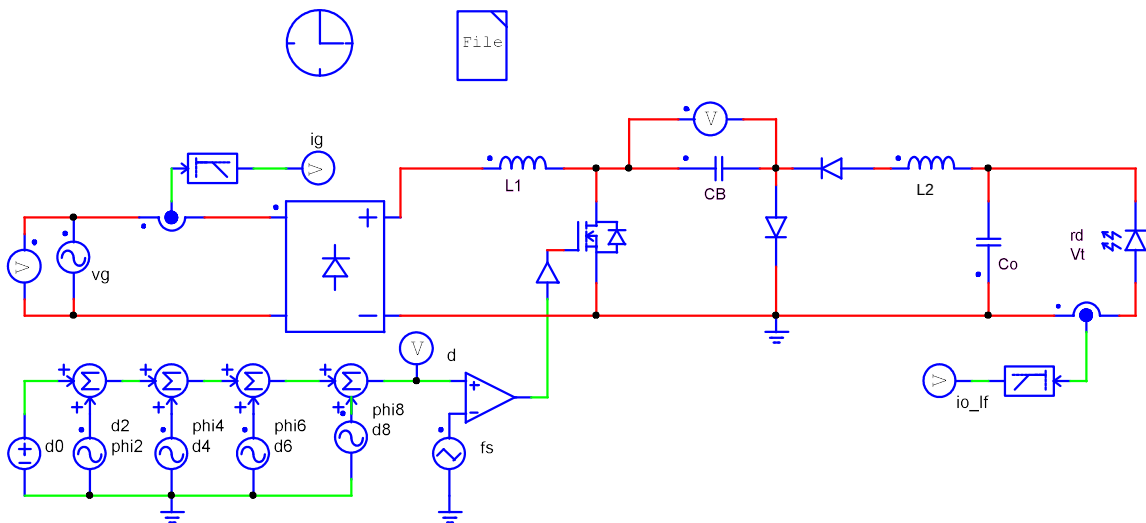 File
V
ig
V
L1
CB
L2
V
vg
Co
rd
Vt
V
d
d2
phi2
phi4
d4
phi6
d6
phi8
d8
d0
fs
V
io_lf